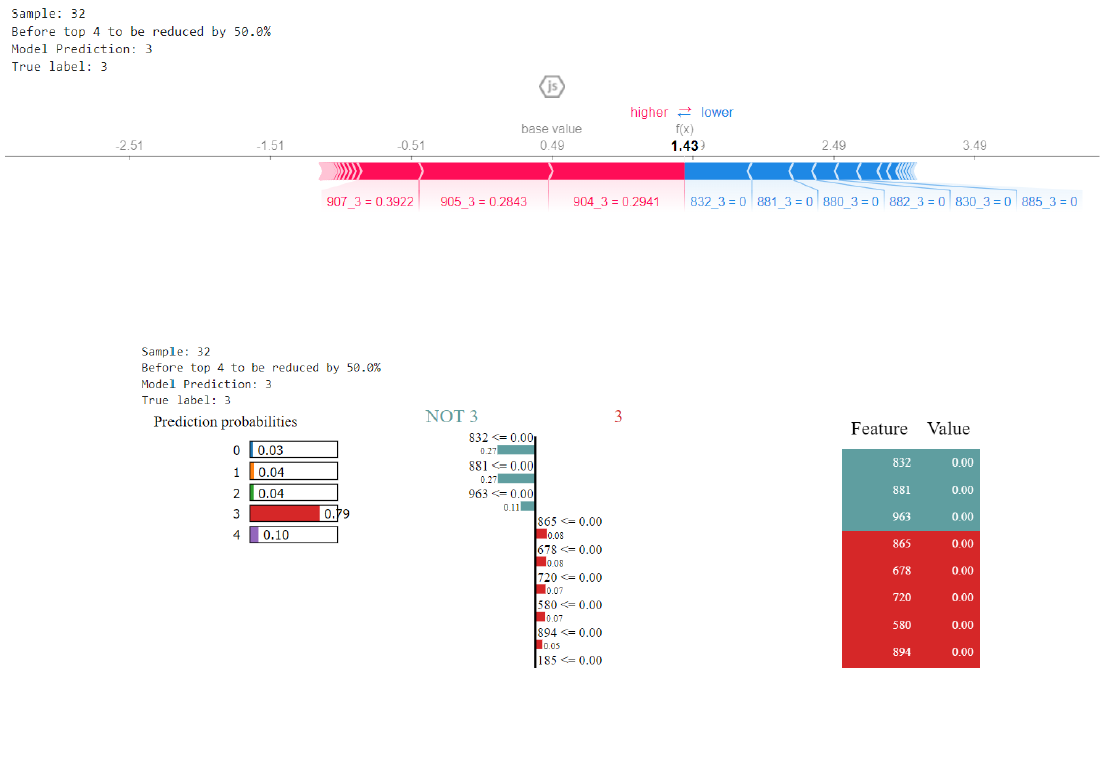 Sample: 32
Before top 4 to be reduced by 50.0%
Model Prediction: 3
True label: 3
js
higher ⇄ lower
base value f(x)
-2.51 -1.51 -0.51 0.49 1.43 2.49 3.49
907_3 = 0.3922 905_3 = 0.2843 904_3 = 0.2941 832_3 = 0 881_3 = 0 880_3 = 0 882_3 = 0 830_3 = 0 885_3 = 0
Sample: 32
Before top 4 to be reduced by 50.0%
Model Prediction: 3
True label: 3
Prediction probabilities
0 0.03
1 0.04
2 0.04
3 0.79
4 0.10
NOT 3 3
832 <= 0.00
0.27
881 <= 0.00
0.27
963 <= 0.00
0.11
865 <= 0.00
0.08
678 <= 0.00
0.08
720 <= 0.00
0.07
580 <= 0.00
0.07
894 <= 0.00
0.05
185 <= 0.00
Feature Value
832 0.00
881 0.00
963 0.00
865 0.00
678 0.00
720 0.00
580 0.00
894 0.00